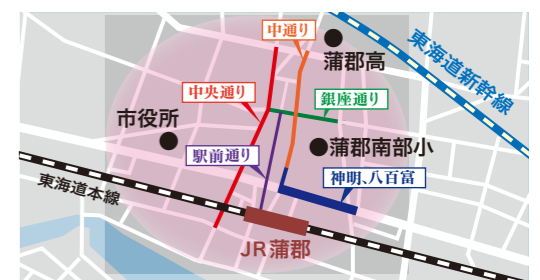 中通り
蒲郡高
東海道新幹線
中央通り
銀座通り
市役所
蒲郡南部小
駅前通り
神明、八百富
東海道本線
JR蒲郡